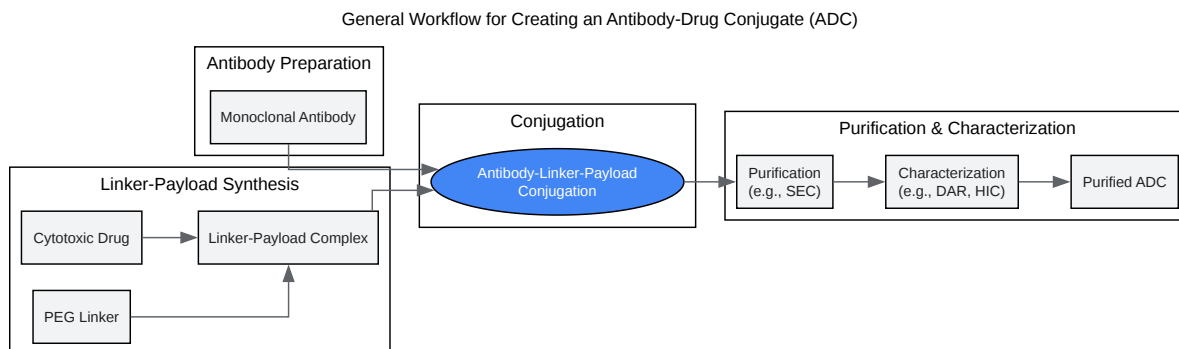 General Workflow for Creating an Antibody-Drug Conjugate (ADC)
Antibody Preparation
Monoclonal Antibody
Linker-Payload Synthesis
Cytotoxic Drug
Linker-Payload Complex
PEG Linker
Conjugation
Antibody-Linker-Payload
Conjugation
Purification & Characterization
Purification
(e.g., SEC)
Characterization
(e.g., DAR, HIC)
Purified ADC